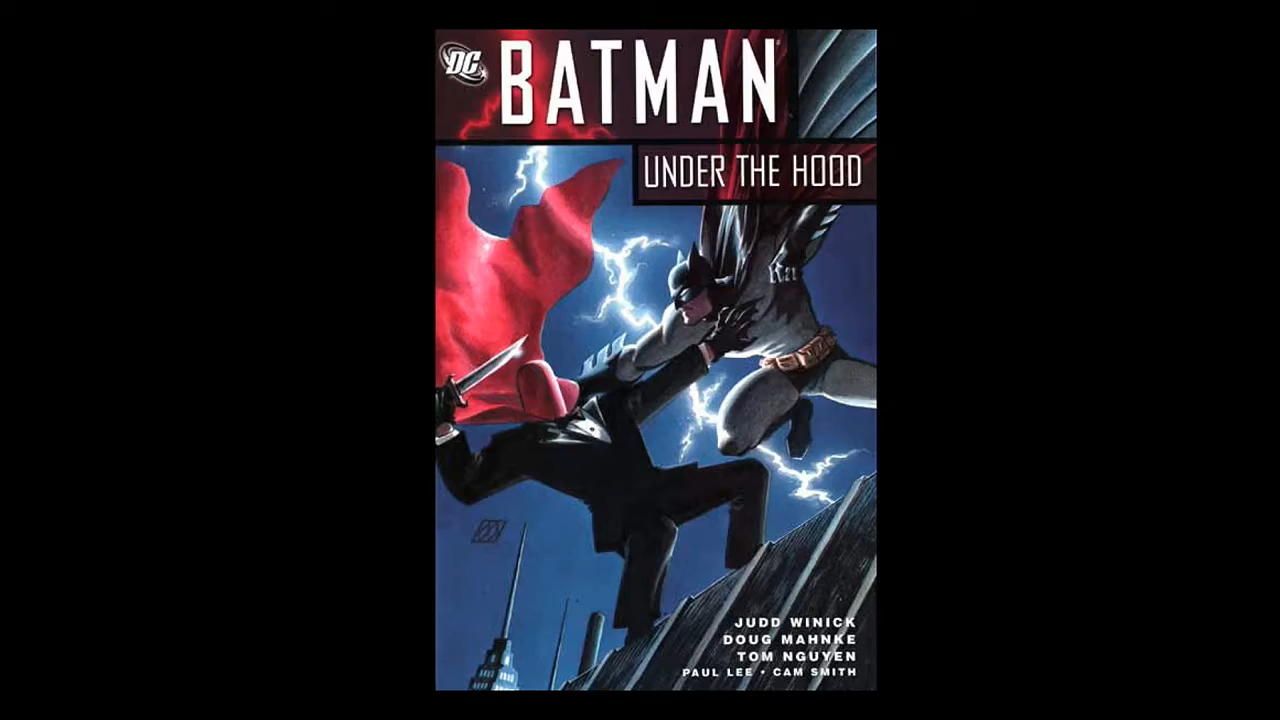 DC
BATMAN
UNDER THE HOOD
JUDD WINICK
DOUG MAHNKE
TOM NGUYEN
PAUL LEE • CAM SMITH